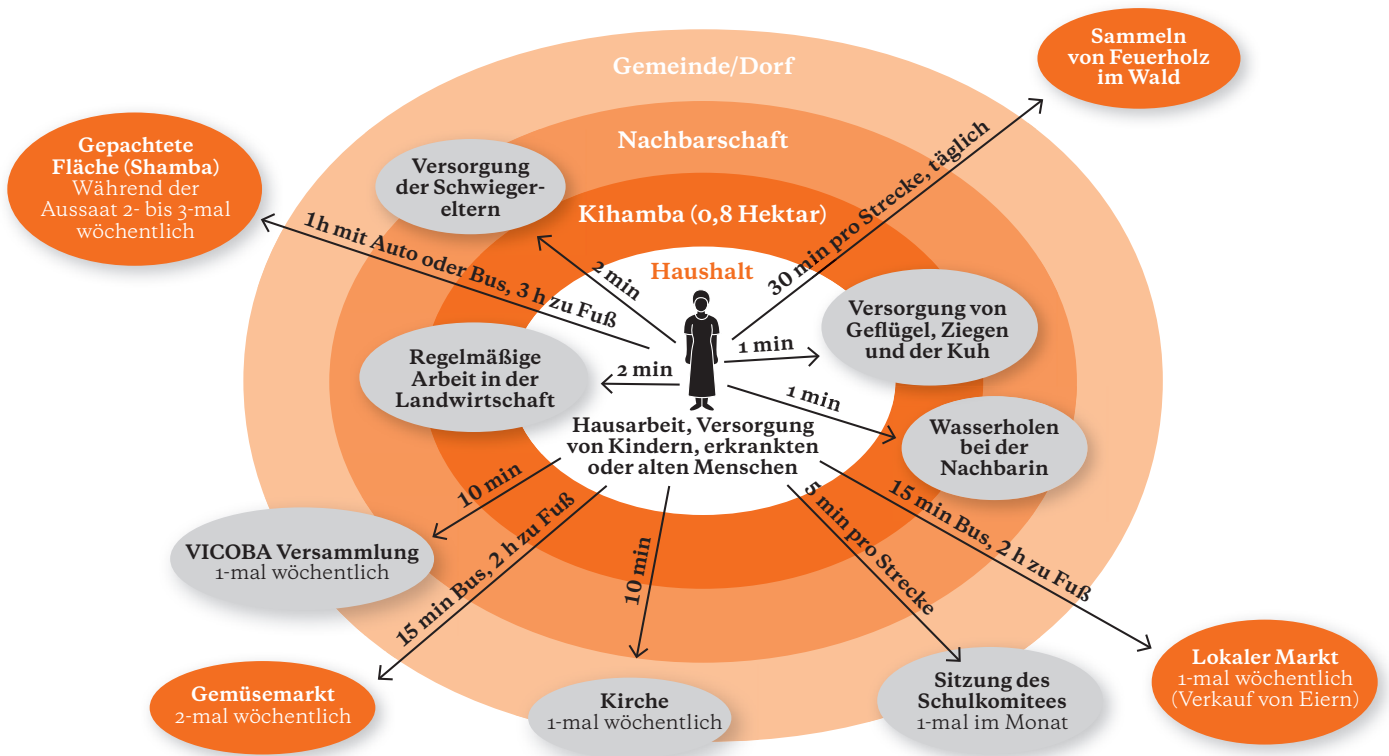 Gemeinde/Dorf
Nachbarschaft
Kihamba (0,8 Hektar)
Haushalt
Sammeln
von Feuerholz
im Wald
30 min pro Strecke, täglich
Gepachtete
Fläche (Shamba)
Während der
Aussaat 2- bis 3-mal
wöchentlich
1h mit Auto oder Bus, 3 h zu Fuß
Versorgung
der Schwieger-
eltern
2 min
Versorgung von
Geflügel, Ziegen
und der Kuh
1 min
Regelmäßige
Arbeit in der
Landwirtschaft
2 min
Wasserholen
bei der
Nachbarin
1 min
Hausarbeit, Versorgung
von Kindern, erkrankten
oder alten Menschen
VICOBA Versammlung
1-mal wöchentlich
10 min
Gemüsemarkt
2-mal wöchentlich
15 min Bus, 2 h zu Fuß
Kirche
1-mal wöchentlich
10 min
Sitzung des
Schulkomitees
1-mal im Monat
5 min pro Strecke
Lokaler Markt
1-mal wöchentlich
(Verkauf von Eiern)
15 min Bus, 2 h zu Fuß